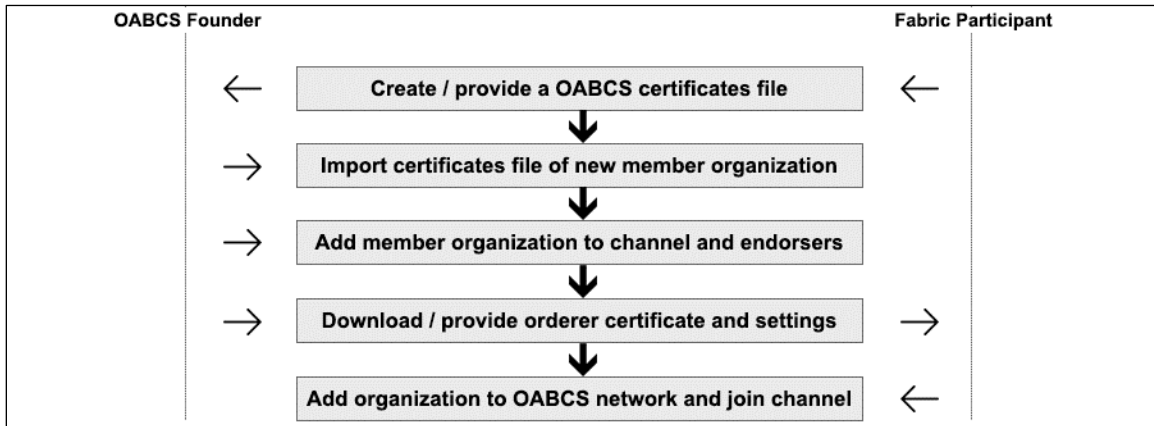 OABCS Founder
Fabric Participant
Create / provide a OABCS certificates file
Import certificates file of new member organization
Add member organization to channel and endorsers
Download / provide orderer certificate and settings
Add organization to OABCS network and join channel